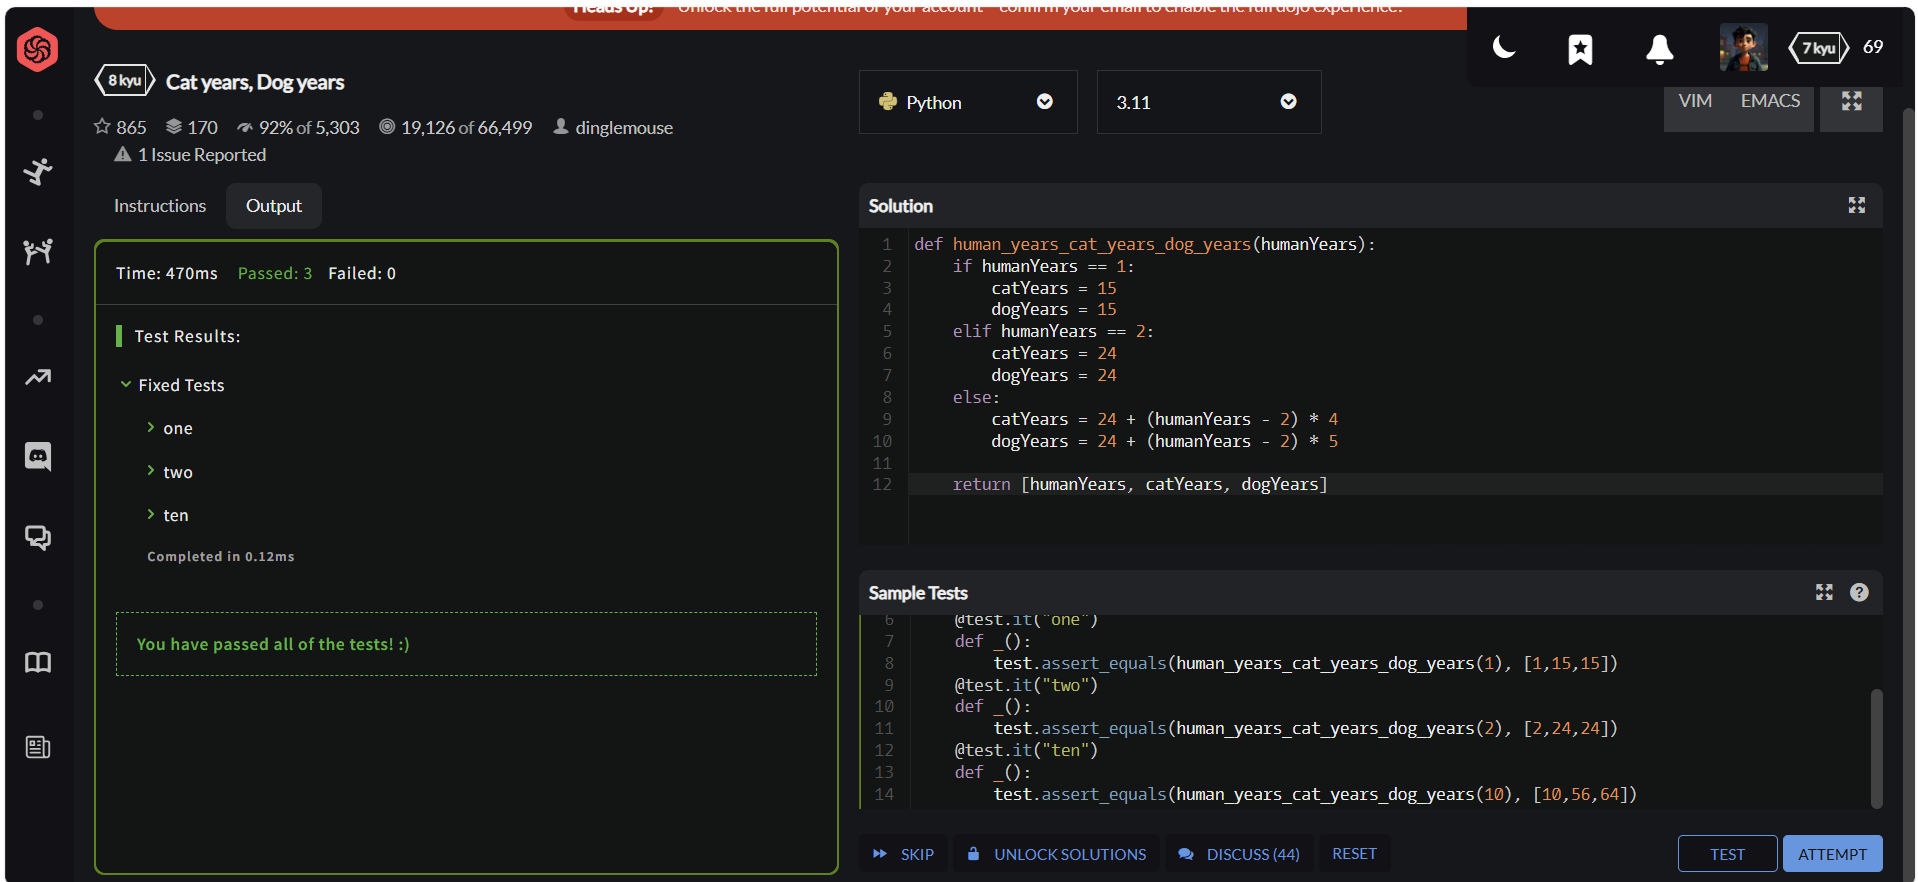 Heads Up! Unlock the full potential of your account - confirm your email to enable the full dojo experience.
7 kyu 69
8 kyu Cat years, Dog years
Python 3.11 VIM EMACS
865 170 92% of 5,303 19,126 of 66,499 dinglemouse
1 Issue Reported
Instructions Output
Time: 470ms Passed: 3 Failed: 0
Test Results:
Fixed Tests
one
two
ten
Completed in 0.12ms
You have passed all of the tests! :)
Solution
1 def human_years_cat_years_dog_years(humanYears):
2     if humanYears == 1:
3         catYears = 15
4         dogYears = 15
5     elif humanYears == 2:
6         catYears = 24
7         dogYears = 24
8     else:
9         catYears = 24 + (humanYears - 2) * 4
10         dogYears = 24 + (humanYears - 2) * 5
11
12     return [humanYears, catYears, dogYears]
Sample Tests
6     @test.it("one")
7     def _():
8         test.assert_equals(human_years_cat_years_dog_years(1), [1,15,15])
9     @test.it("two")
10     def _():
11         test.assert_equals(human_years_cat_years_dog_years(2), [2,24,24])
12     @test.it("ten")
13     def _():
14         test.assert_equals(human_years_cat_years_dog_years(10), [10,56,64])
SKIP UNLOCK SOLUTIONS DISCUSS (44) RESET TEST ATTEMPT